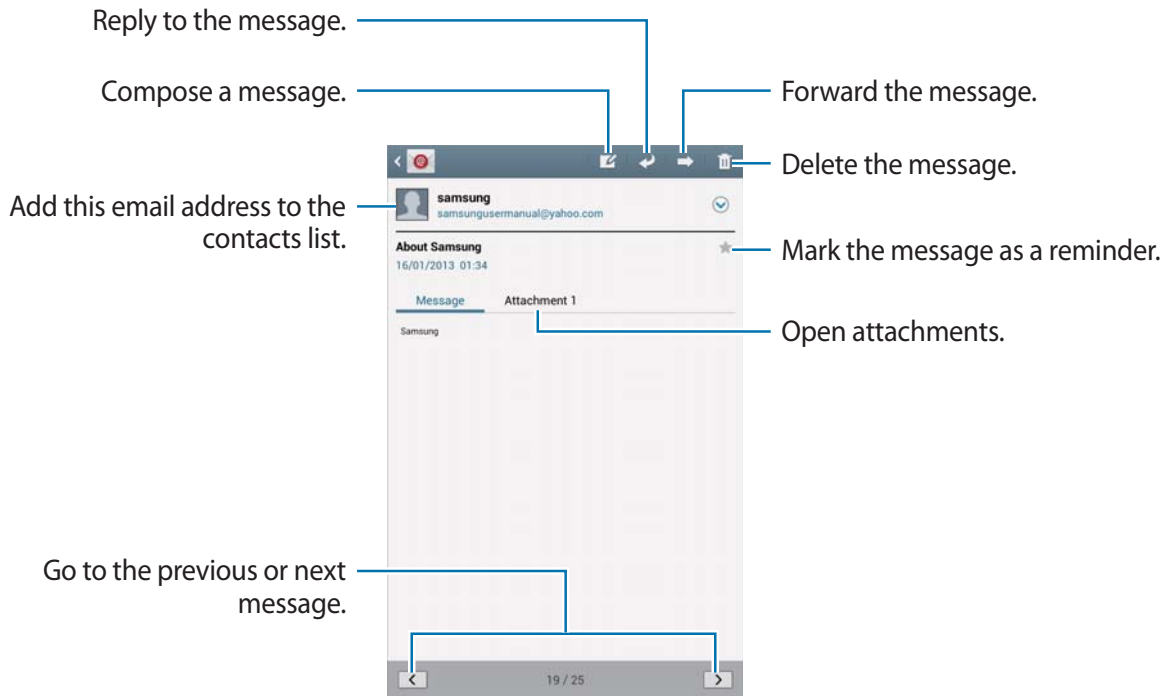 Reply to the message.
Compose a message.
Forward the message.
Delete the message.
Add this email address to the
contacts list.
samsung
samsungusermanual@yahoo.com
About Samsung
16/01/2013 01:34
Mark the message as a reminder.
Message
Attachment 1
Samsung
Open attachments.
Go to the previous or next
message.
19 / 25